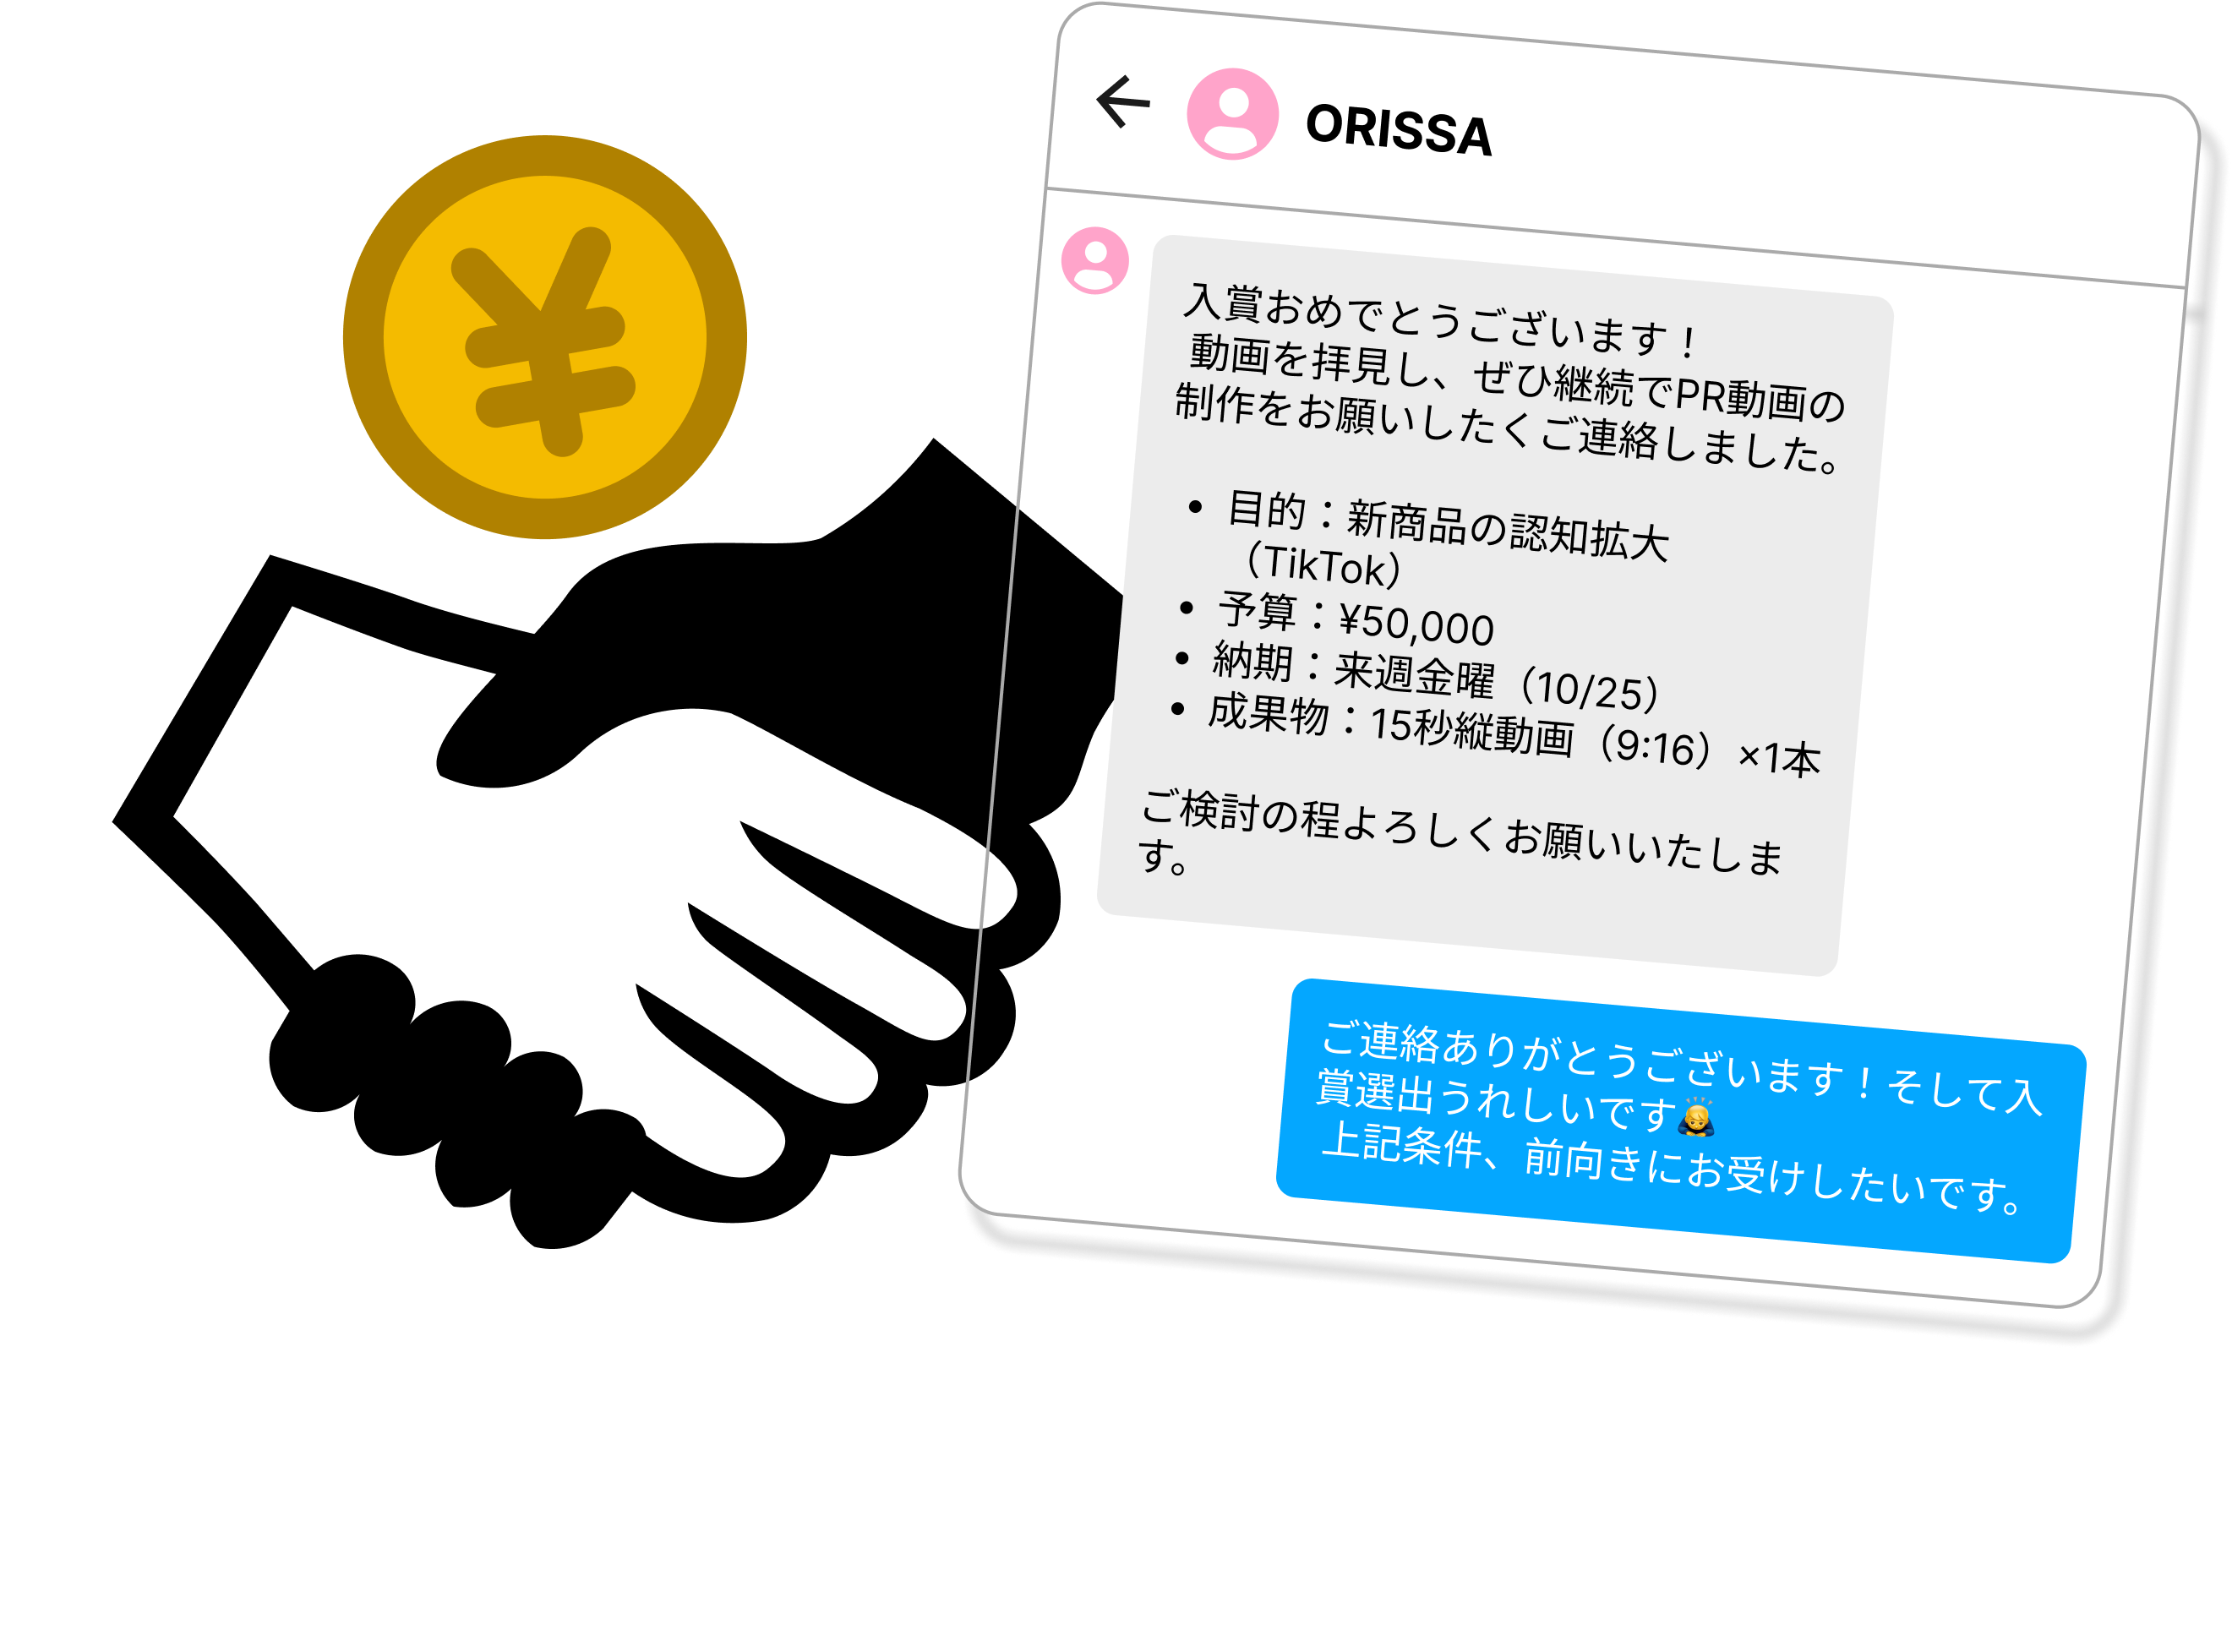 ORISSA
入賞おめでとうございます！
動画を拝見し、ぜひ継続でPR動画の
制作をお願いしたくご連絡しました。
• 目的：新商品の認知拡大
（TikTok）
• 予算：¥50,000
• 納期：来週金曜（10/25）
• 成果物：15秒縦動画（9:16）×1本
ご検討の程よろしくお願いいたしま
す。
ご連絡ありがとうございます！そして入
賞選出うれしいです🙇
上記条件、前向きにお受けしたいです。